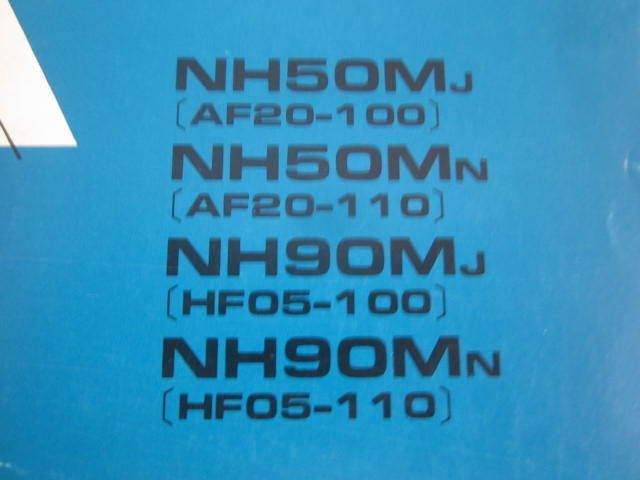 NH50MJ
[AF20-100]
NH50MN
[AF20-110]
NH90MJ
[HF05-100]
NH90MN
[HF05-110]